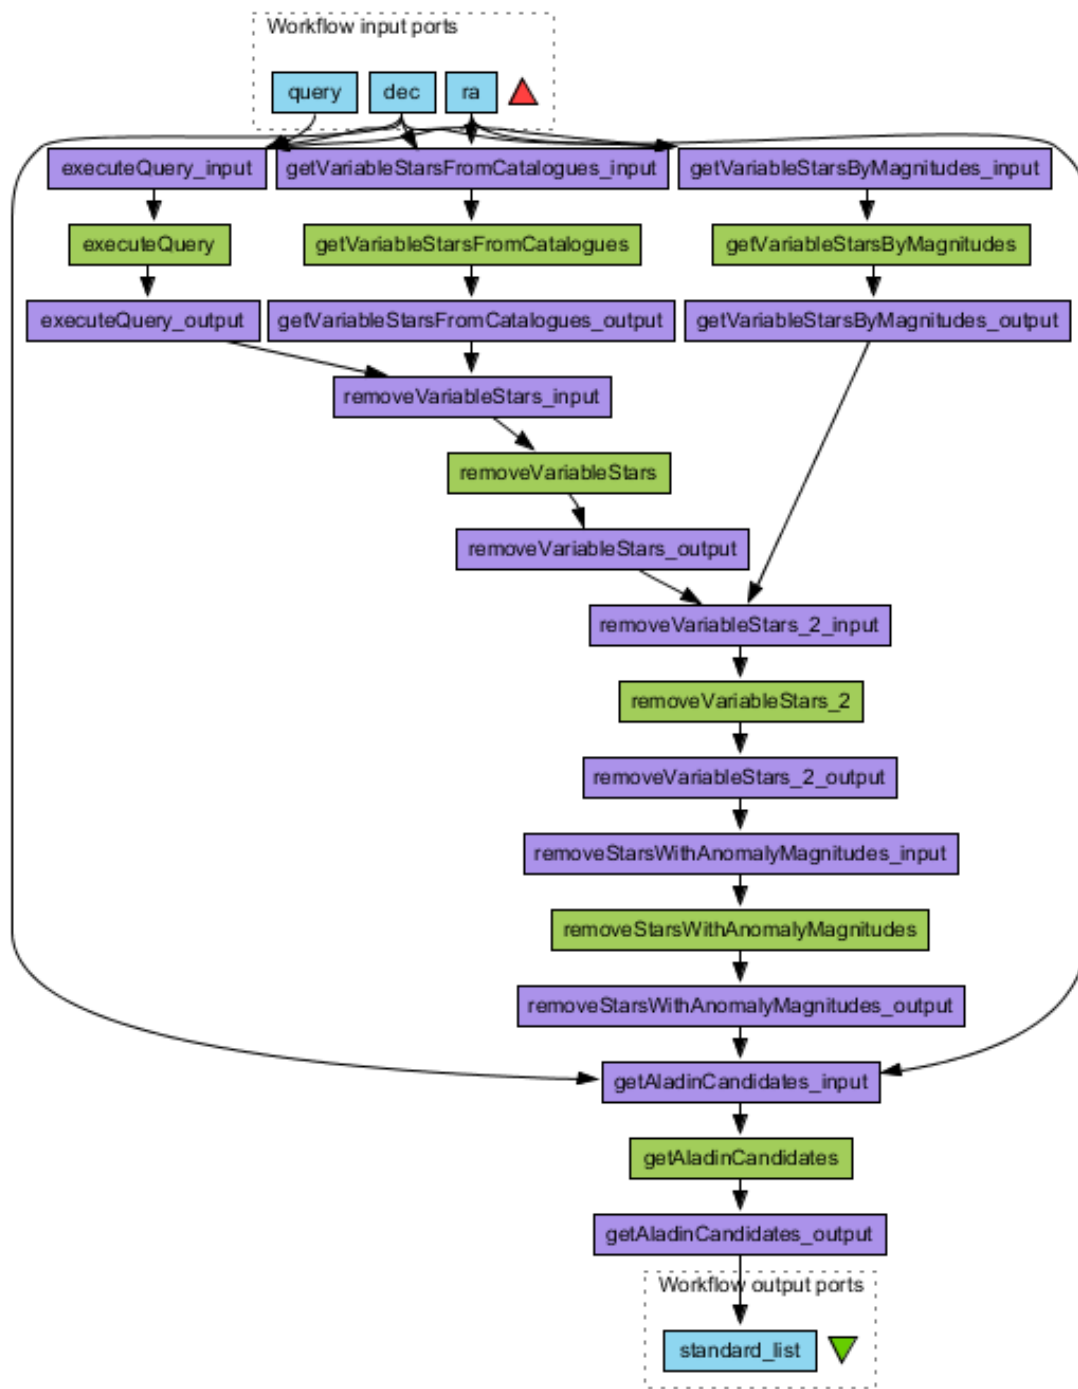 Workflow input ports
query dec ra
executeQuery_input getVariableStarsFromCatalogues_input getVariableStarsByMagnitudes_input
executeQuery getVariableStarsFromCatalogues getVariableStarsByMagnitudes
executeQuery_output getVariableStarsFromCatalogues_output getVariableStarsByMagnitudes_output
removeVariableStars_input
removeVariableStars
removeVariableStars_output
removeVariableStars_2_input
removeVariableStars_2
removeVariableStars_2_output
removeStarsWithAnomalyMagnitudes_input
removeStarsWithAnomalyMagnitudes
removeStarsWithAnomalyMagnitudes_output
getAladinCandidates_input
getAladinCandidates
getAladinCandidates_output
Workflow output ports
standard_list